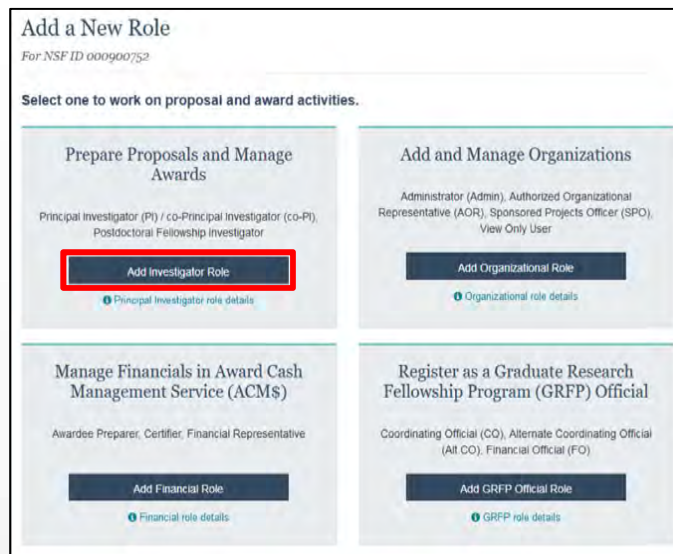 Add a New Role
For NSF ID 000900752
Select one to work on proposal and award activities.
Prepare Proposals and Manage
Awards
Principal Investigator (PI) / co-Principal Investigator (co-PI),
Postdoctoral Fellowship Investigator
Add Investigator Role
Principal Investigator role details
Add and Manage Organizations
Administrator (Admin), Authorized Organizational
Representative (AOR), Sponsored Projects Officer (SPO),
View Only User
Add Organizational Role
Organizational role details
Manage Financials in Award Cash
Management Service (ACM$)
Awardee Preparer, Certifier, Financial Representative
Add Financial Role
Financial role details
Register as a Graduate Research
Fellowship Program (GRFP) Official
Coordinating Official (CO), Alternate Coordinating Official
(Alt CO), Financial Official (FO)
Add GRFP Official Role
GRFP role details